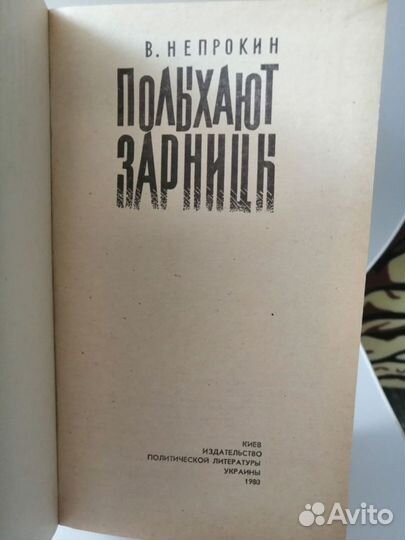 В. НЕПРОКИН
ПОЛЫХАЮТ
ЗАРНИЦЫ
КИЕВ
ИЗДАТЕЛЬСТВО
ПОЛИТИЧЕСКОЙ ЛИТЕРАТУРЫ
УКРАИНЫ
1980
Avito